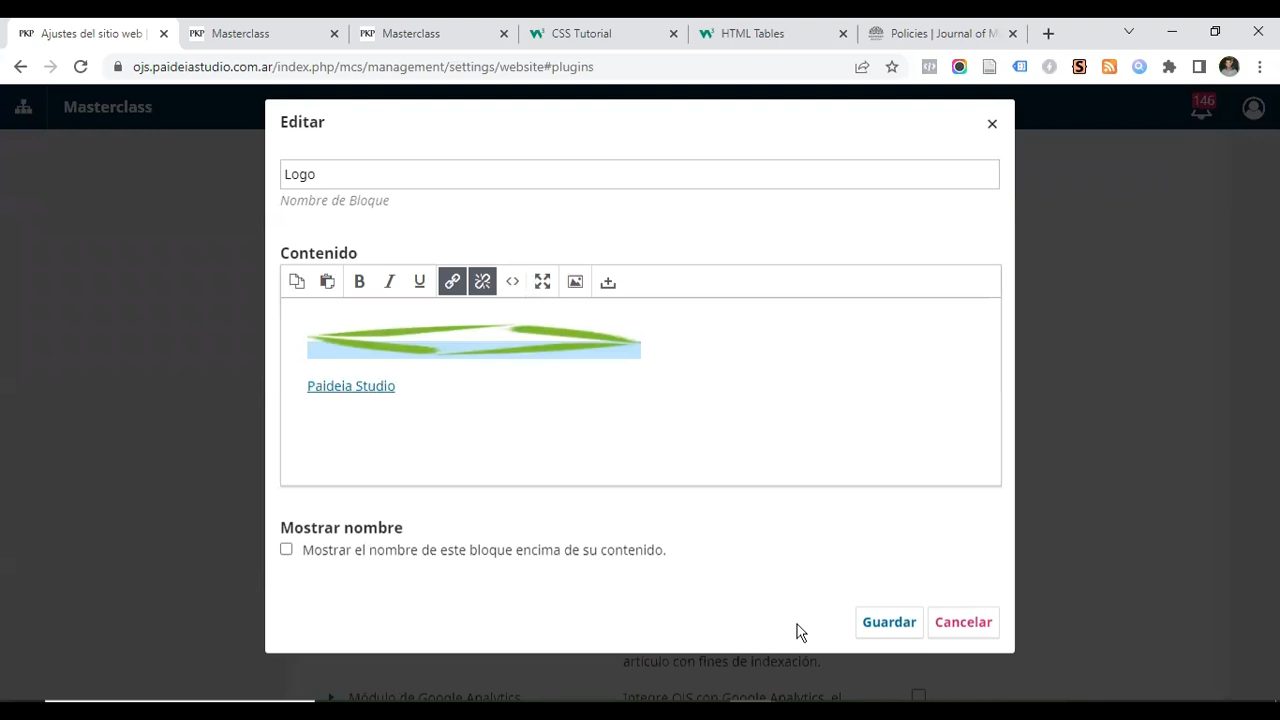 PKP Ajustes del sitio web |
PKP Masterclass
PKP Masterclass
CSS Tutorial
HTML Tables
Policies | Journal of M
ojs.paideiastudio.com.ar/index.php/mcs/management/settings/website#plugins
Masterclass
146
Editar
Logo
Nombre de Bloque
Contenido
B I U
Paideia Studio
Mostrar nombre
Mostrar el nombre de este bloque encima de su contenido.
Guardar Cancelar
artículo con fines de indexación.
Módulo de Google Analytics
Integre OJS con Google Analytics, el